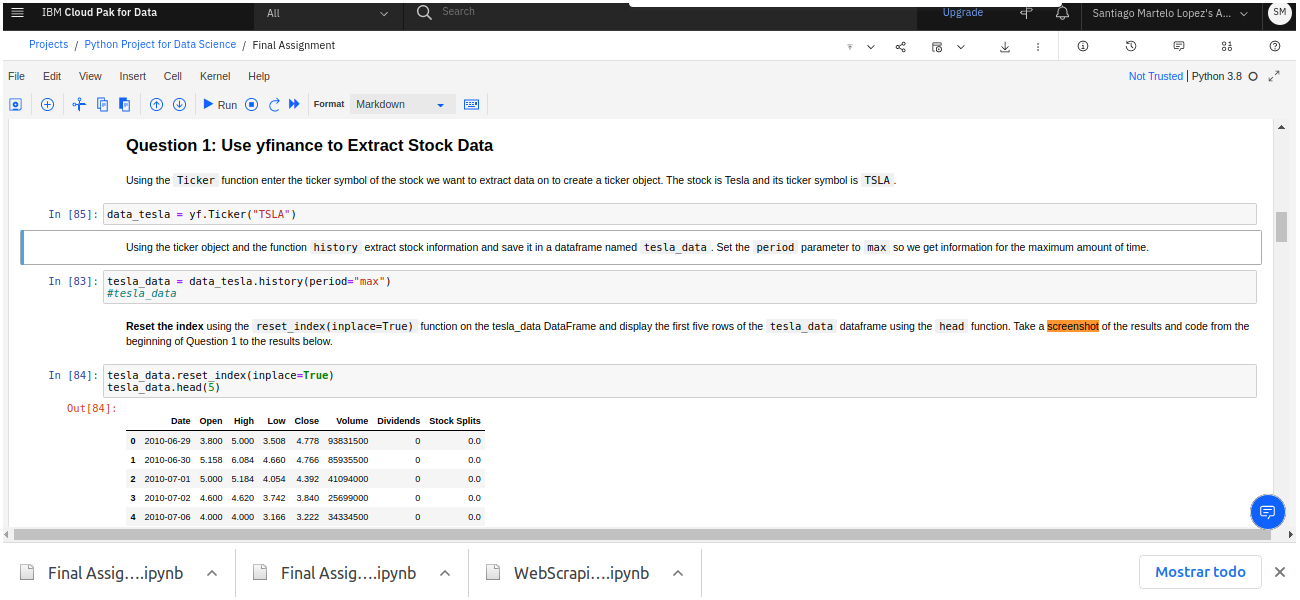 IBM Cloud Pak for Data
All
Search
Upgrade
Santiago Martelo Lopez's A...
SM
Projects / Python Project for Data Science / Final Assignment
File Edit View Insert Cell Kernel Help
Not Trusted | Python 3.8
Run
Format
Markdown
Question 1: Use yfinance to Extract Stock Data
Using the Ticker function enter the ticker symbol of the stock we want to extract data on to create a ticker object. The stock is Tesla and its ticker symbol is TSLA .
In [85]: data_tesla = yf.Ticker("TSLA")
Using the ticker object and the function history extract stock information and save it in a dataframe named tesla_data . Set the period parameter to max so we get information for the maximum amount of time.
In [83]: tesla_data = data_tesla.history(period="max")
#tesla_data
Reset the index using the reset_index(inplace=True) function on the tesla_data DataFrame and display the first five rows of the tesla_data dataframe using the head function. Take a screenshot of the results and code from the
beginning of Question 1 to the results below.
In [84]: tesla_data.reset_index(inplace=True)
tesla_data.head(5)
Out[84]:
Date Open High Low Close Volume Dividends Stock Splits
0 2010-06-29 3.800 5.000 3.508 4.778 93831500 0 0.0
1 2010-06-30 5.158 6.084 4.660 4.766 85935500 0 0.0
2 2010-07-01 5.000 5.184 4.054 4.392 41094000 0 0.0
3 2010-07-02 4.600 4.620 3.742 3.840 25699000 0 0.0
4 2010-07-06 4.000 4.000 3.166 3.222 34334500 0 0.0
Final Assig....ipynb
Final Assig....ipynb
WebScrapi....ipynb
Mostrar todo